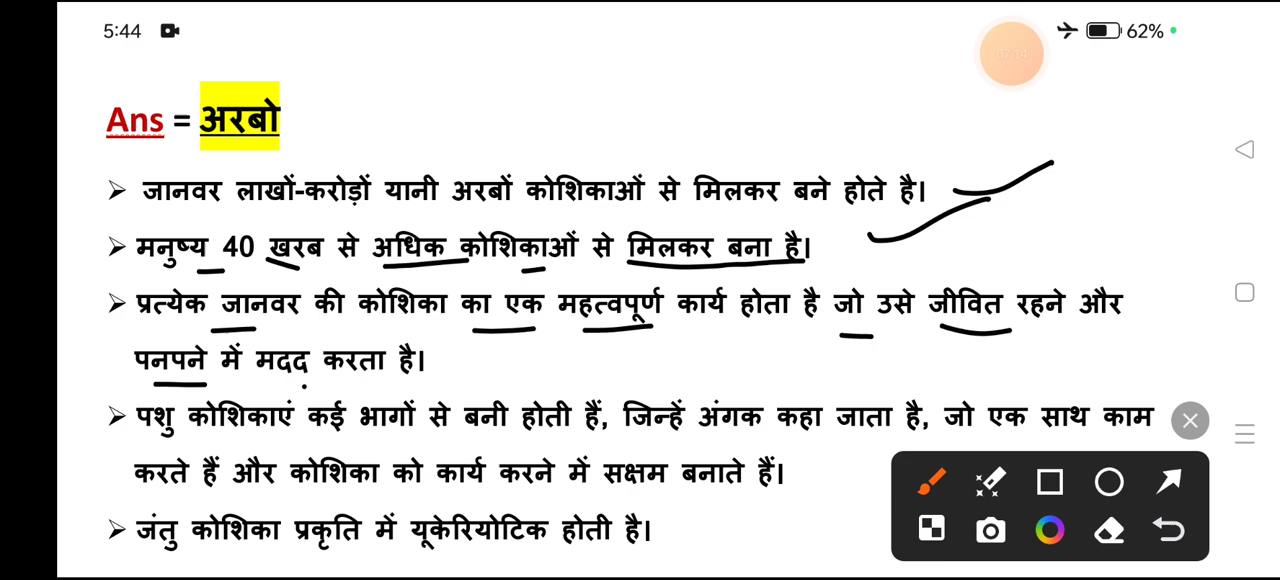 5:44 62%
Ans = अरबो
➢ जानवर लाखों-करोड़ों यानी अरबों कोशिकाओं से मिलकर बने होते है।
➢ मनुष्य 40 खरब से अधिक कोशिकाओं से मिलकर बना है।
➢ प्रत्येक जानवर की कोशिका का एक महत्वपूर्ण कार्य होता है जो उसे जीवित रहने और
पनपने में मदद करता है।
➢ पशु कोशिकाएं कई भागों से बनी होती हैं, जिन्हें अंगक कहा जाता है, जो एक साथ काम
करते हैं और कोशिका को कार्य करने में सक्षम बनाते हैं।
➢ जंतु कोशिका प्रकृति में यूकेरियोटिक होती है।